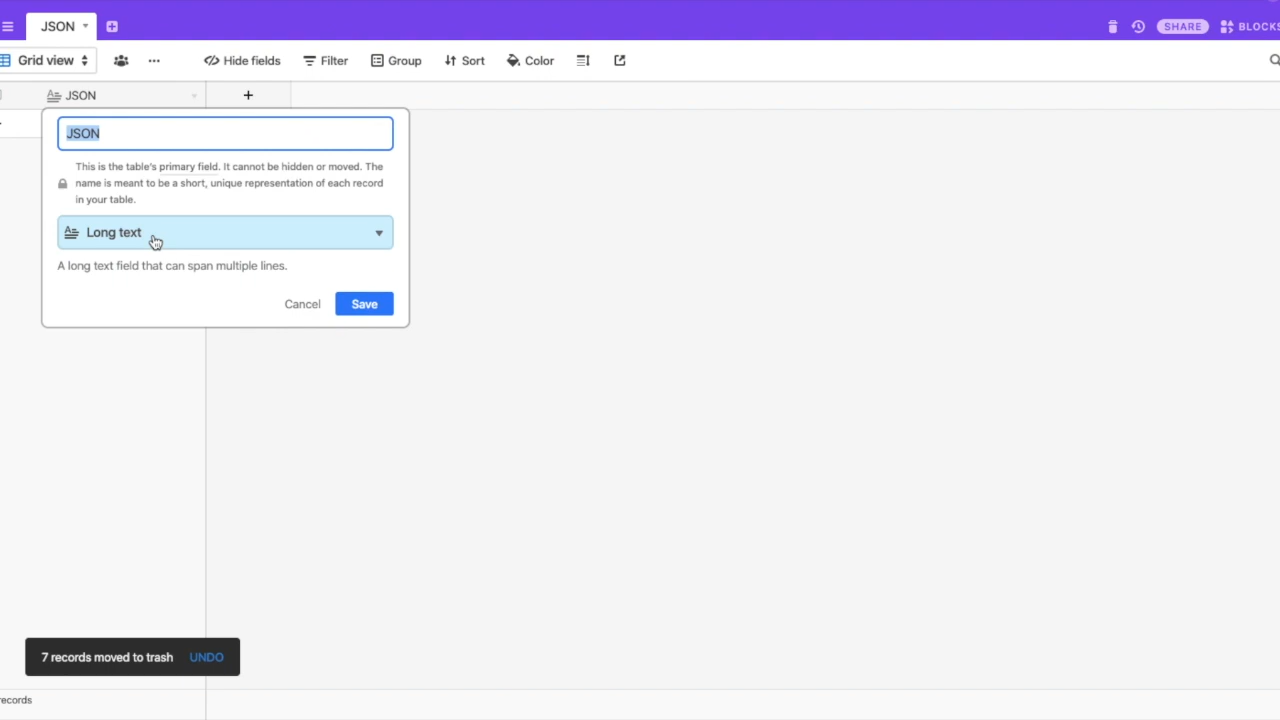 JSON
SHARE
BLOCKS
Grid view
Hide fields
Filter
Group
Sort
Color
JSON
JSON
This is the table's primary field. It cannot be hidden or moved. The
name is meant to be a short, unique representation of each record
in your table.
Long text
A long text field that can span multiple lines.
Cancel
Save
7 records moved to trash UNDO
ecords